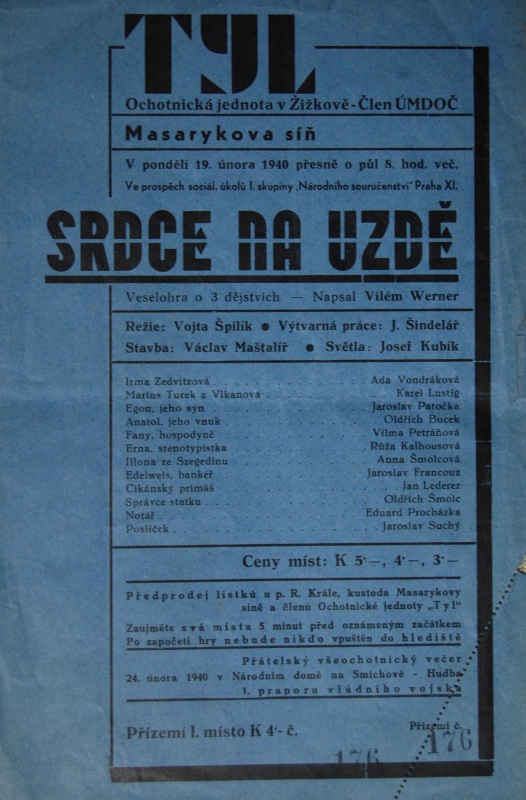 TYL
Ochotnická jednota v Žižkově - Člen ÚMDOČ
Masarykova síň
V pondělí 19. února 1940 přesně o půl 8. hod. več.
Ve prospěch sociál. úkolů I. skupiny „Národního souručenství" Praha XI.
SRDCE NA UZDĚ
Veselohra o 3 dějstvích — Napsal Vilém Werner
Režie: Vojta Špilík ● Výtvarná práce: J. Šindelář
Stavba: Václav Maštalíř ● Světla: Josef Kubík
Irma Zedvitzová . . . . . . . . . . Ada Vondráková
Marius Turek z Vlkanova . . . . . . . . . . Karel Lustig
Egon, jeho syn . . . . . . . . . . Jaroslav Patočka
Anatol, jeho vnuk . . . . . . . . . . Oldřich Bucek
Fany, hospodyně . . . . . . . . . . Vilma Petráňová
Erna, stenotypistka . . . . . . . . . . Růža Kalhousová
Illona ze Szegedinu . . . . . . . . . . Anna Šmolcová
Edelweis, bankéř . . . . . . . . . . Jaroslav Francouz
Cikánský primáš . . . . . . . . . . Jan Lederer
Správce statku . . . . . . . . . . Oldřich Šmolc
Notář . . . . . . . . . . Eduard Procházka
Poslíček . . . . . . . . . . Jaroslav Suchý
Ceny míst: K 5·—, 4·—, 3·—
Předprodej lístků u p. R. Krále, kustoda Masarykovy
síně a členů Ochotnické jednoty „Tyl"
Zaujměte svá místa 5 minut před oznámeným začátkem
Po započetí hry nebude nikdo vpuštěn do hlediště
Přátelský všeochotnický večer
24. února 1940 v Národním domě na Smíchově - Hudba
1. praporu vládního vojska
Přízemí I. místo K 4·- č.
Přízemí č.
176
176